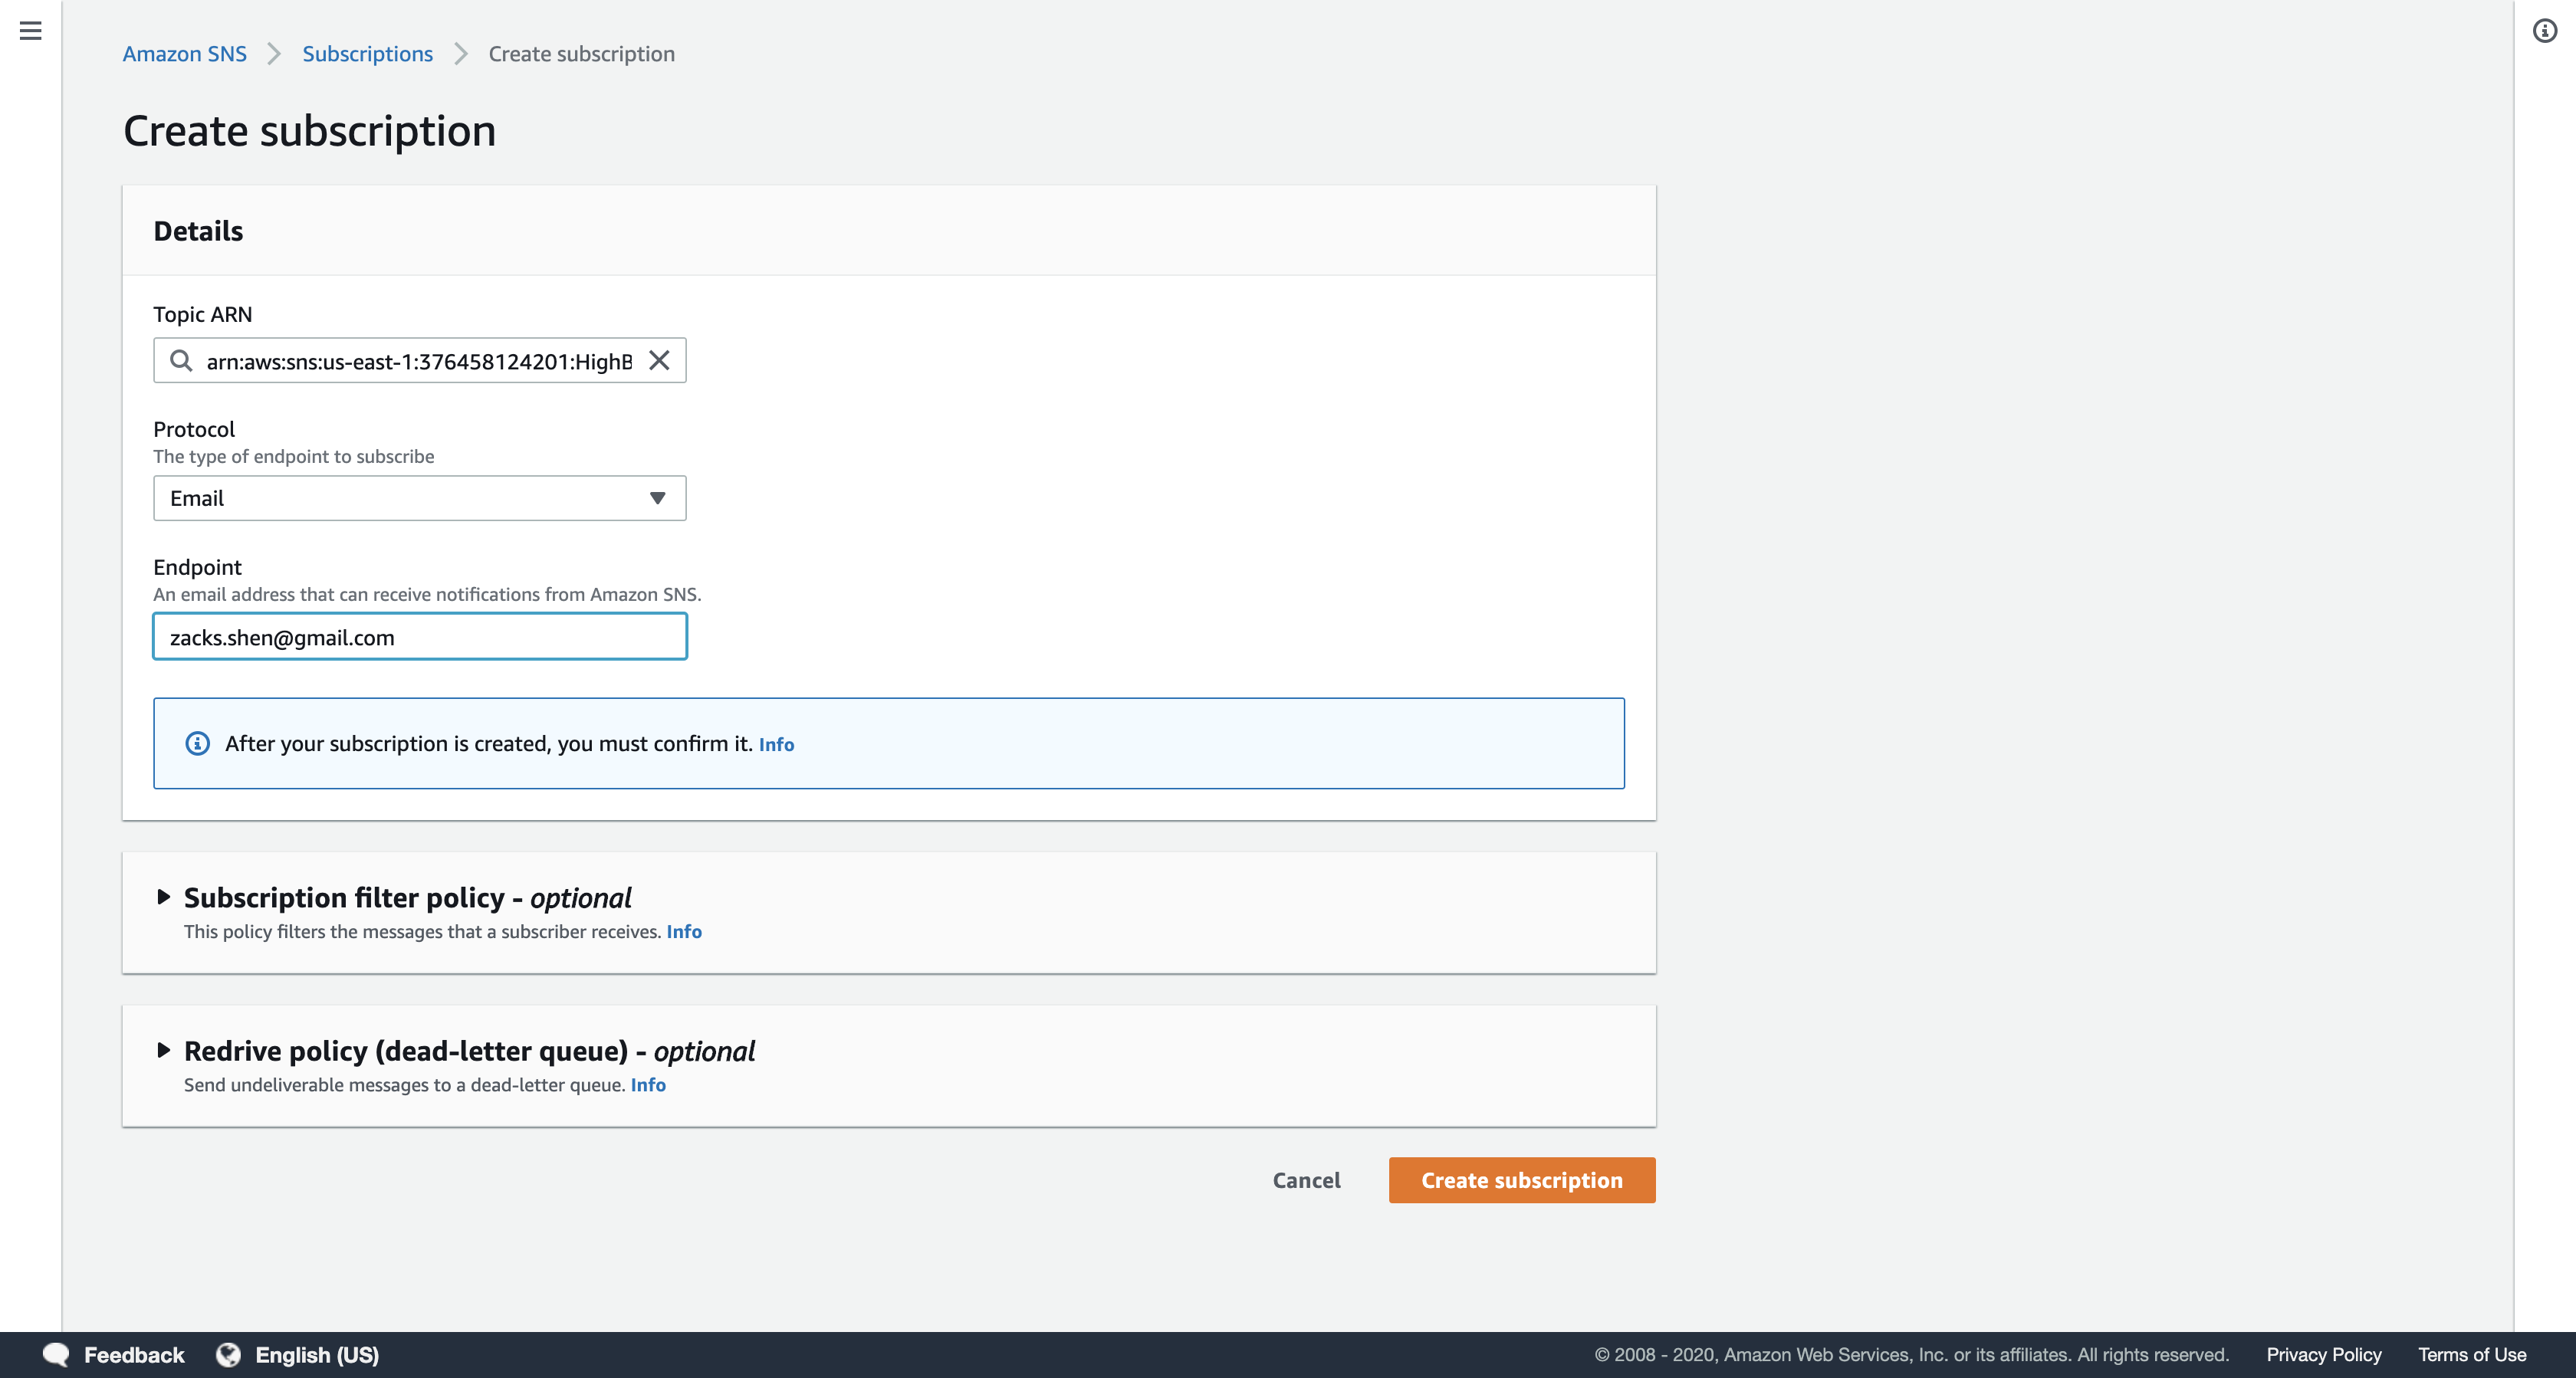 Amazon SNS > Subscriptions > Create subscription
Create subscription
Details
Topic ARN
arn:aws:sns:us-east-1:376458124201:HighB
Protocol
The type of endpoint to subscribe
Email
Endpoint
An email address that can receive notifications from Amazon SNS.
zacks.shen@gmail.com
After your subscription is created, you must confirm it. Info
Subscription filter policy - optional
This policy filters the messages that a subscriber receives. Info
Redrive policy (dead-letter queue) - optional
Send undeliverable messages to a dead-letter queue. Info
Cancel Create subscription
Feedback English (US) © 2008 - 2020, Amazon Web Services, Inc. or its affiliates. All rights reserved. Privacy Policy Terms of Use